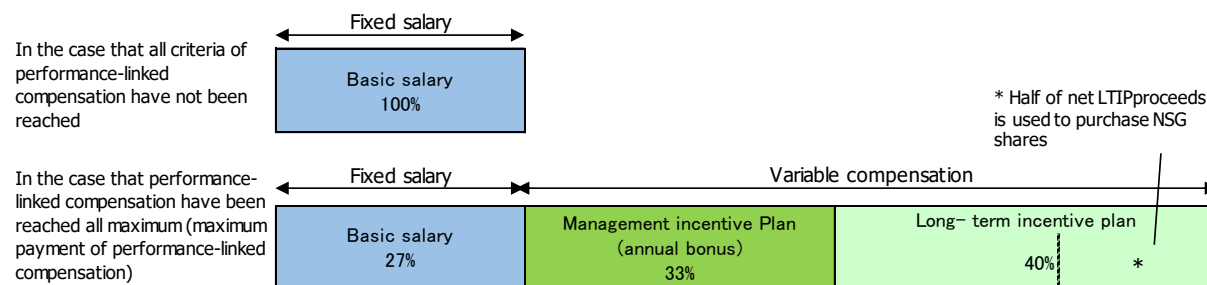 Fixed salary
In the case that all criteria of
performance-linked
compensation have not been
reached
Basic salary
100%
* Half of net LTIPproceeds
is used to purchase NSG
shares
In the case that performance-
linked compensation have been
reached all maximum (maximum
payment of performance-linked
compensation)
Fixed salary
Variable compensation
Basic salary
27%
Management incentive Plan
(annual bonus)
33%
Long- term incentive plan
40%
*